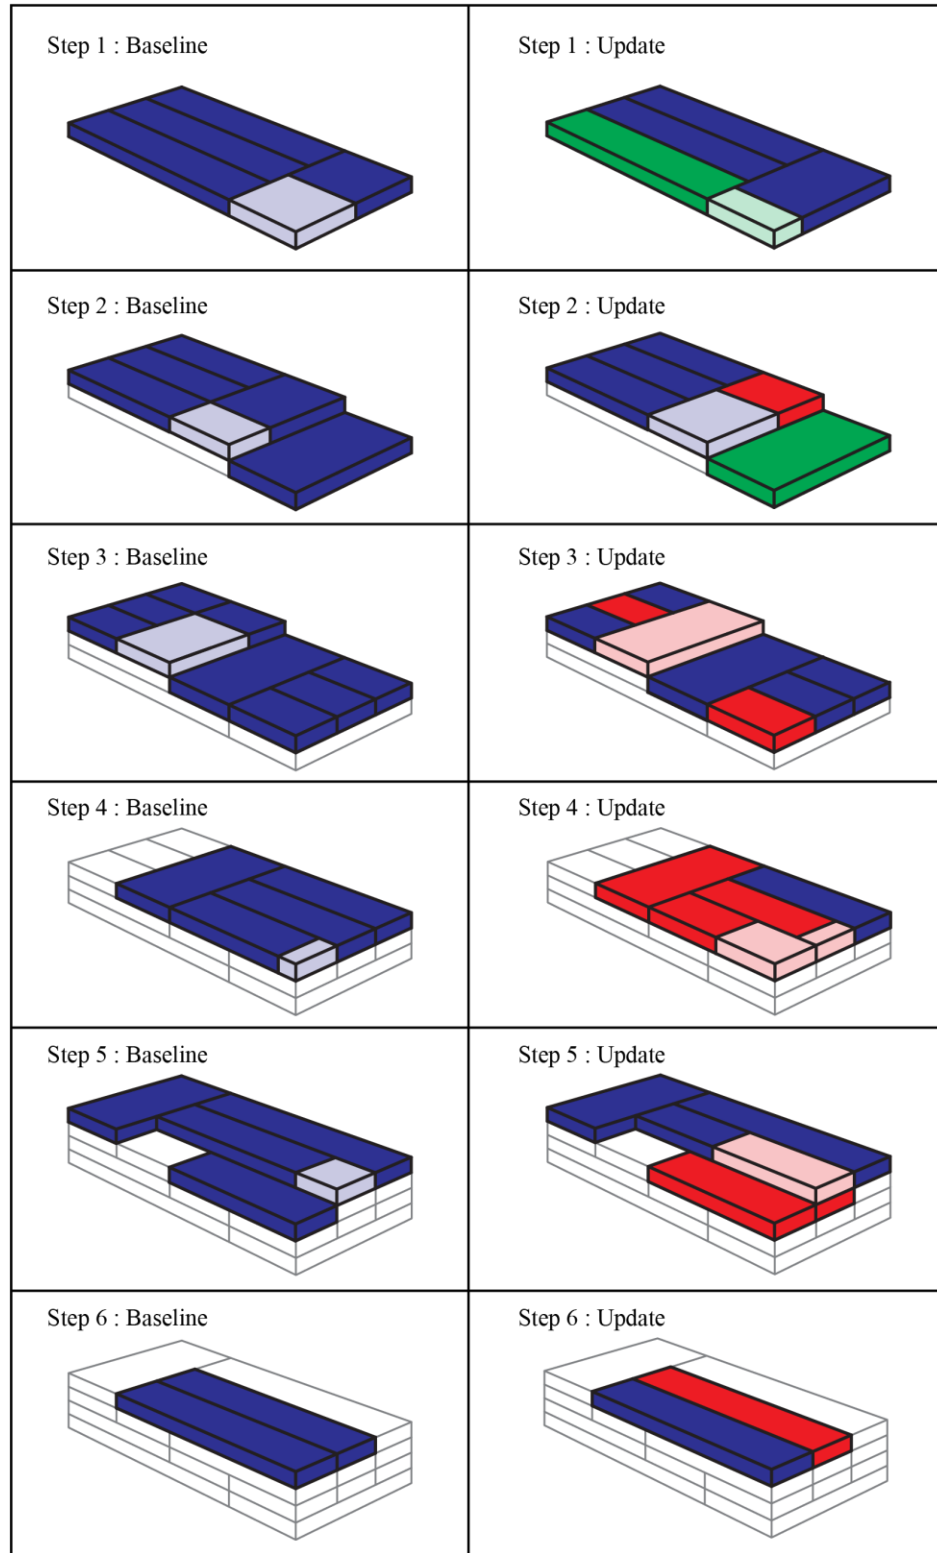 Step 1 : Baseline
Step 1 : Update
Step 2 : Baseline
Step 2 : Update
Step 3 : Baseline
Step 3 : Update
Step 4 : Baseline
Step 4 : Update
Step 5 : Baseline
Step 5 : Update
Step 6 : Baseline
Step 6 : Update